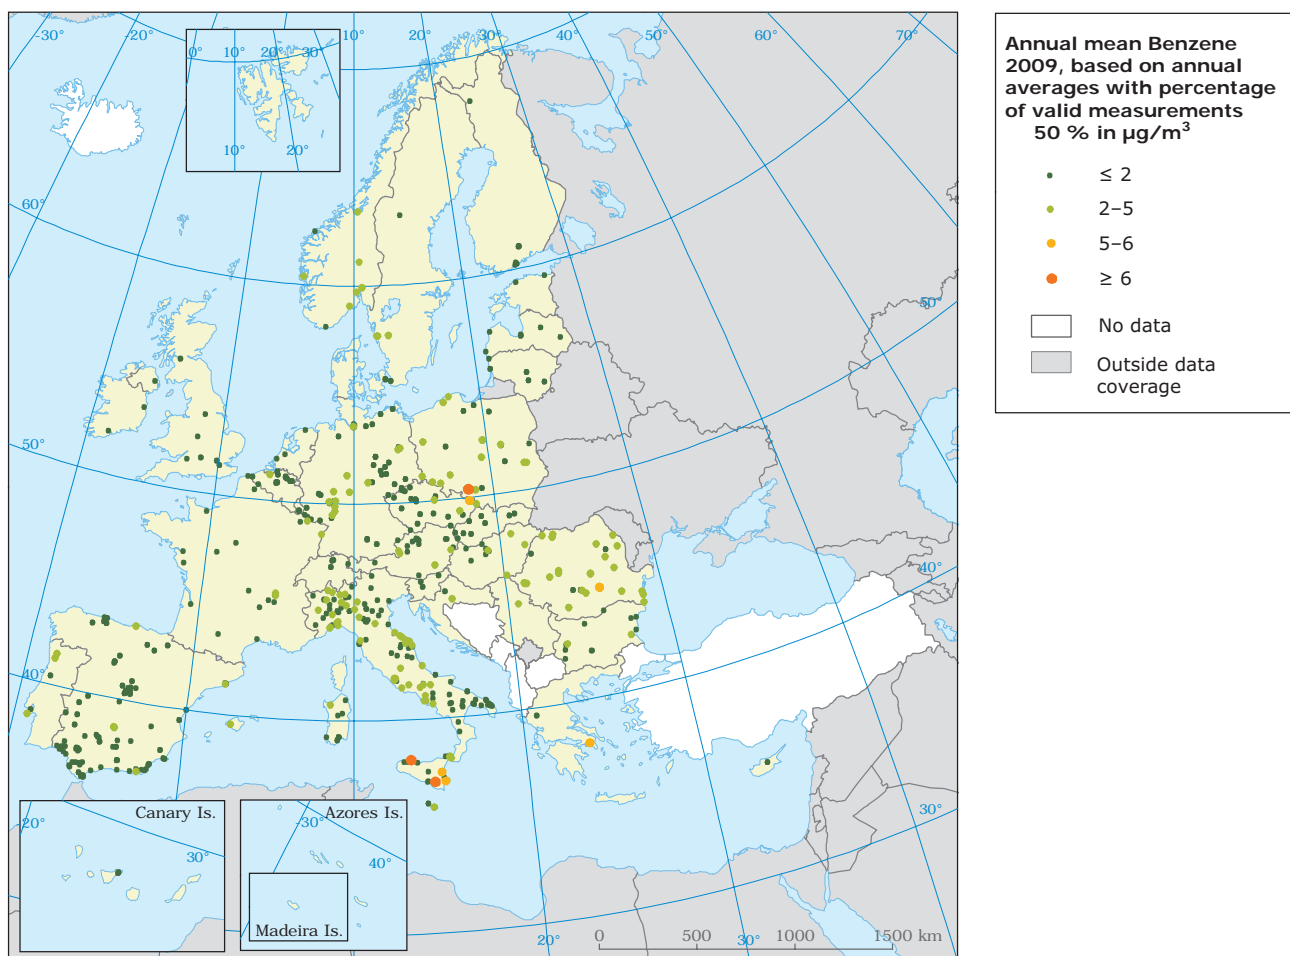 -30°
-20°
10°
20°
30°
40°
50°
60°
70°
0°
10°
20°
30°
10°
20°
60°
50°
50°
40°
40°
30°
Canary Is.
-20°
30°
Azores Is.
-30°
40°
Madeira Is.
20°
30°
0
500
1000
1500 km
Annual mean Benzene
2009, based on annual
averages with percentage
of valid measurements
50 % in µg/m³
≤ 2
2–5
5–6
≥ 6
No data
Outside data
coverage